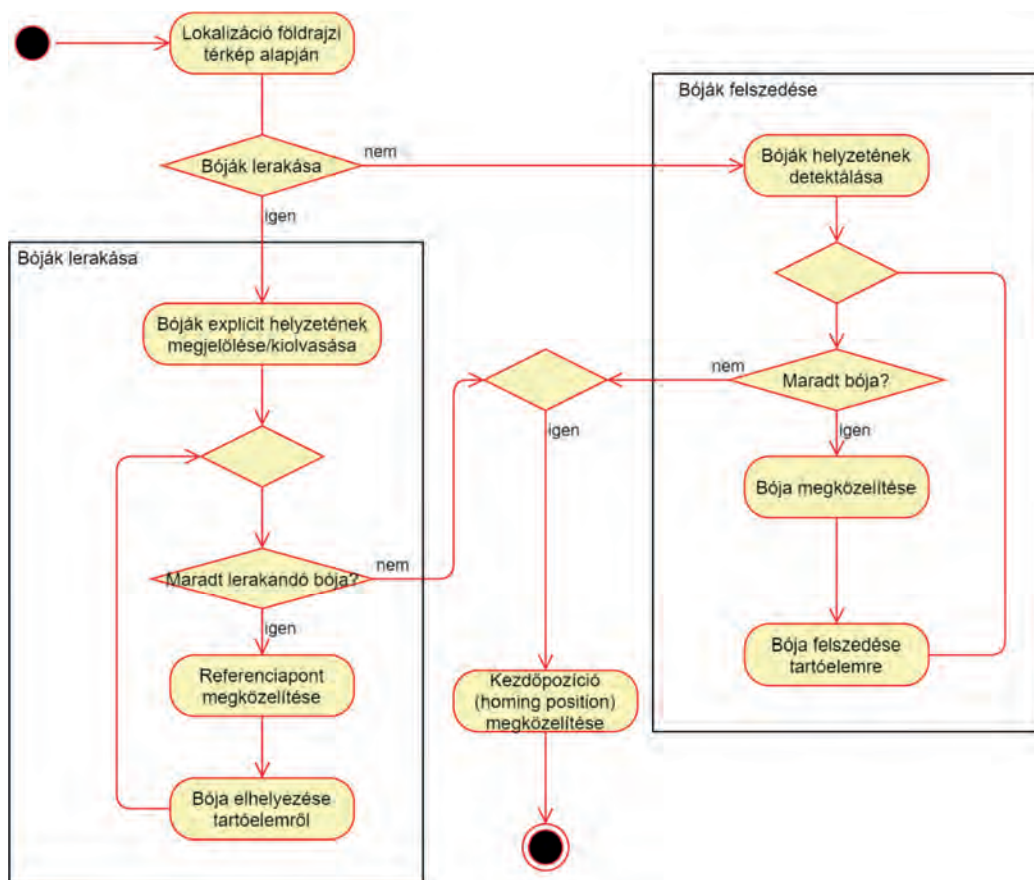 Lokalizáció földrajzi
térkép alapján
Bóják lerakása
nem
igen
Bóják lerakása
Bóják explicit helyzetének
megjelölése/kiolvasása
Maradt lerakandó bója?
nem
igen
Referenciapont
megközelítése
Bója elhelyezése
tartóelemről
igen
Kezdőpozíció
(homing position)
megközelítése
Bóják felszedése
Bóják helyzetének
detektálása
Maradt bója?
nem
igen
Bója megközelítése
Bója felszedése
tartóelemre